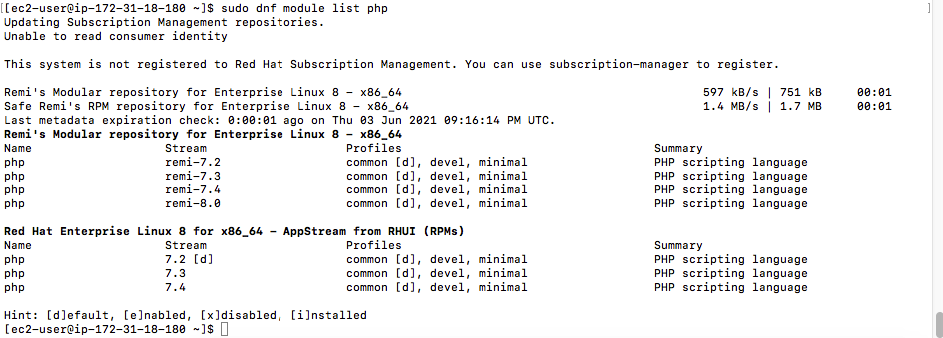 [[ec2-user@ip-172-31-18-180 ~]$ sudo dnf module list php ]
Updating Subscription Management repositories.
Unable to read consumer identity
This system is not registered to Red Hat Subscription Management. You can use subscription-manager to register.
Remi's Modular repository for Enterprise Linux 8 - x86_64 597 kB/s | 751 kB 00:01
Safe Remi's RPM repository for Enterprise Linux 8 - x86_64 1.4 MB/s | 1.7 MB 00:01
Last metadata expiration check: 0:00:01 ago on Thu 03 Jun 2021 09:16:14 PM UTC.
Remi's Modular repository for Enterprise Linux 8 - x86_64
Name Stream Profiles Summary
php remi-7.2 common [d], devel, minimal PHP scripting language
php remi-7.3 common [d], devel, minimal PHP scripting language
php remi-7.4 common [d], devel, minimal PHP scripting language
php remi-8.0 common [d], devel, minimal PHP scripting language
Red Hat Enterprise Linux 8 for x86_64 - AppStream from RHUI (RPMs)
Name Stream Profiles Summary
php 7.2 [d] common [d], devel, minimal PHP scripting language
php 7.3 common [d], devel, minimal PHP scripting language
php 7.4 common [d], devel, minimal PHP scripting language
Hint: [d]efault, [e]nabled, [x]disabled, [i]nstalled
[ec2-user@ip-172-31-18-180 ~]$